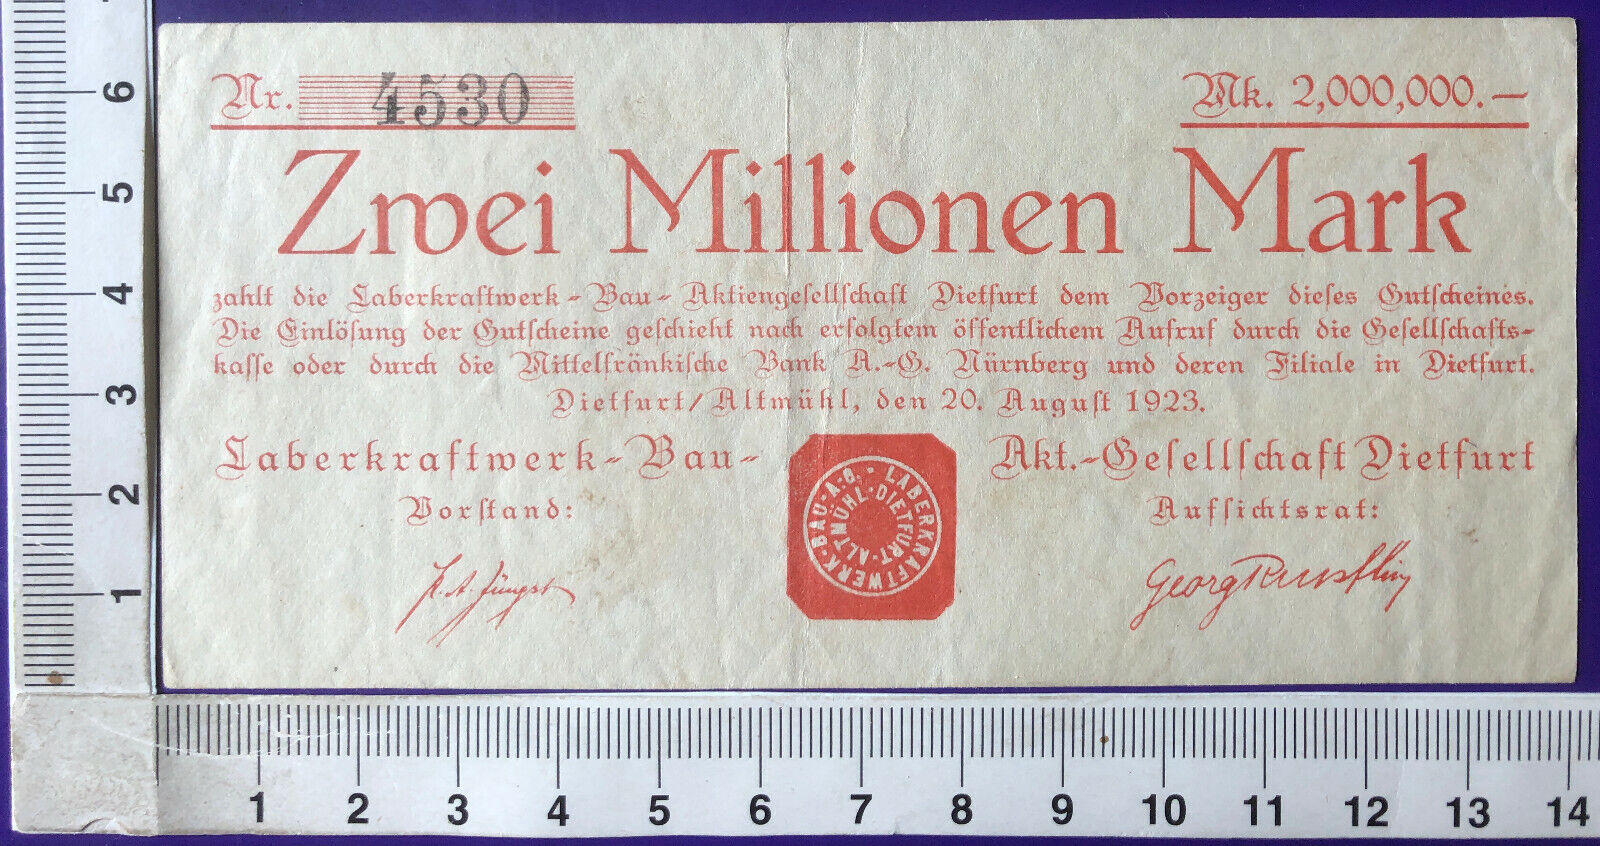 Nr. 4530
Mk. 2,000,000.—
Zwei Millionen Mark
zahlt die Laberkraftwerk-Bau-Aktiengesellschaft Dietfurt dem Vorzeiger dieses Gutscheines.
Die Einlösung der Gutscheine geschieht nach erfolgtem öffentlichem Aufruf durch die Gesellschafts-
kasse oder durch die Mittelfränkische Bank A.-G. Nürnberg und deren Filiale in Dietfurt.
Dietfurt/Altmühl, den 20. August 1923.
Laberkraftwerk-Bau-
Akt.-Gesellschaft Dietfurt
Vorstand:
Aufsichtsrat:
LABERKRAFTWERK-BAU-A.G.-
DIETFURT-ALTMÜHL-
Georg
6
5
4
3
2
1
1 2 3 4 5 6 7 8 9 10 11 12 13 14